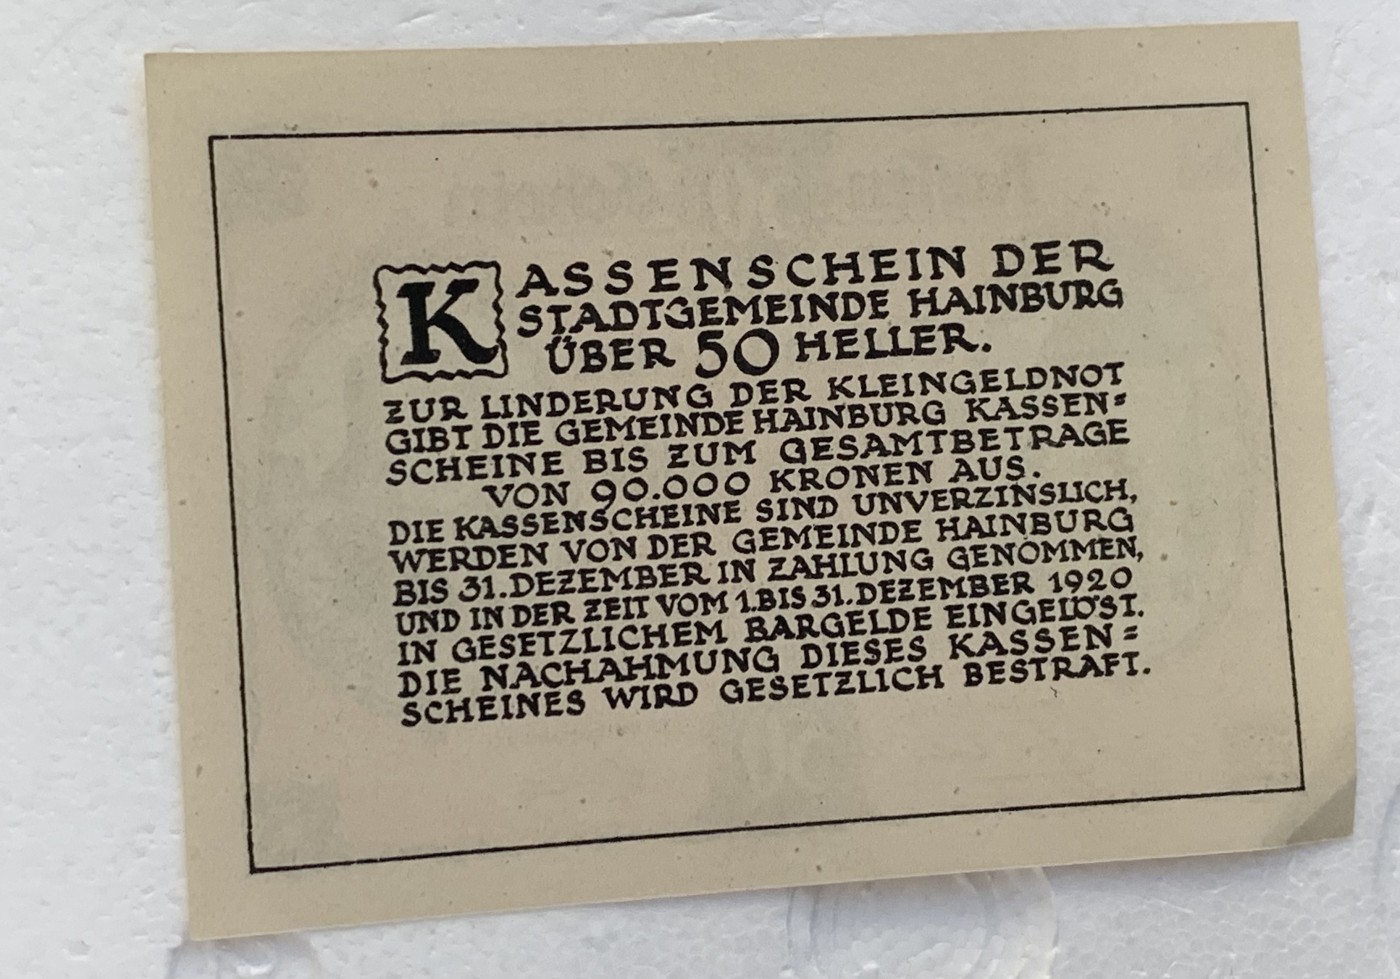 KASSENSCHEIN DER
STADTGEMEINDE HAINBURG
ÜBER 50 HELLER.
ZUR LINDERUNG DER KLEINGELDNOT
GIBT DIE GEMEINDE HAINBURG KASSEN=
SCHEINE BIS ZUM GESAMTBETRAGE
VON 90.000 KRONEN AUS.
DIE KASSENSCHEINE SIND UNVERZINSLICH,
WERDEN VON DER GEMEINDE HAINBURG
BIS 31. DEZEMBER IN ZAHLUNG GENOMMEN,
UND IN DER ZEIT VOM 1. BIS 31. DEZEMBER 1920
IN GESETZLICHEM BARGELDE EINGELÖST.
DIE NACHAHMUNG DIESES KASSEN=
SCHEINES WIRD GESETZLICH BESTRAFT.